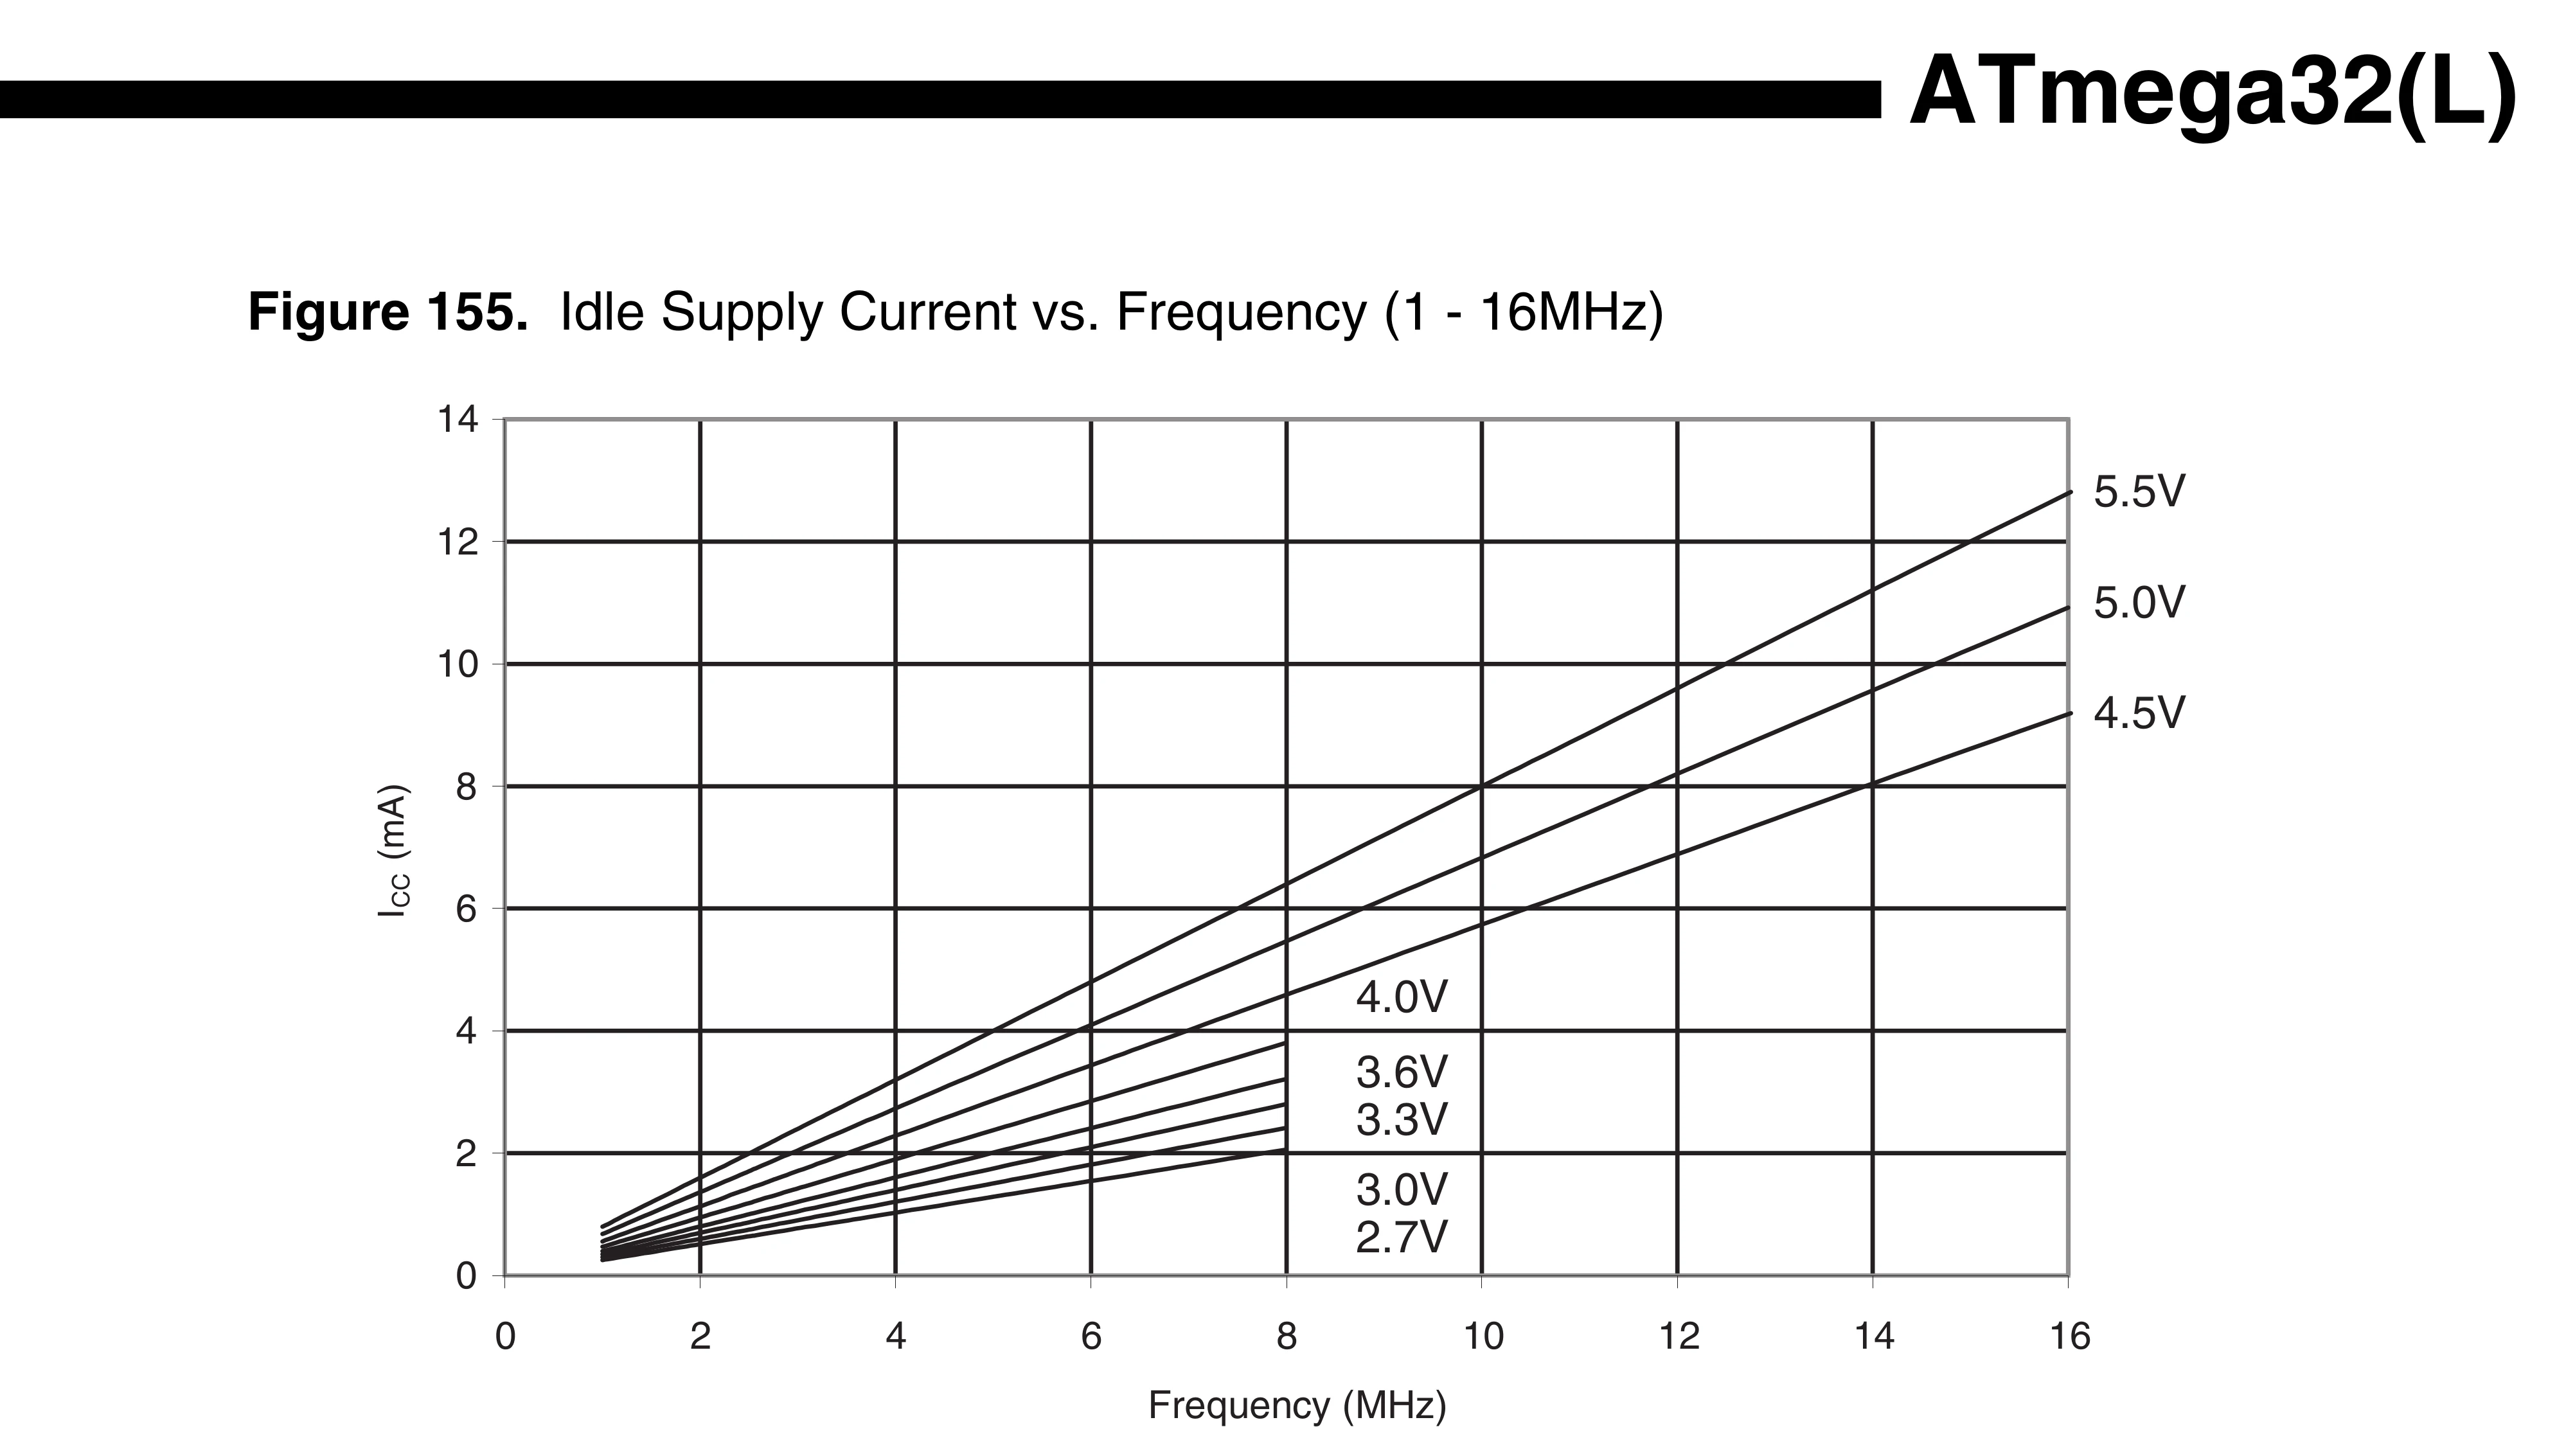 ATmega32(L)
Figure 155. Idle Supply Current vs. Frequency (1 - 16MHz)
14
12
10
8
6
4
2
0
ICC (mA)
5.5V
5.0V
4.5V
4.0V
3.6V
3.3V
3.0V
2.7V
0 2 4 6 8 10 12 14 16
Frequency (MHz)